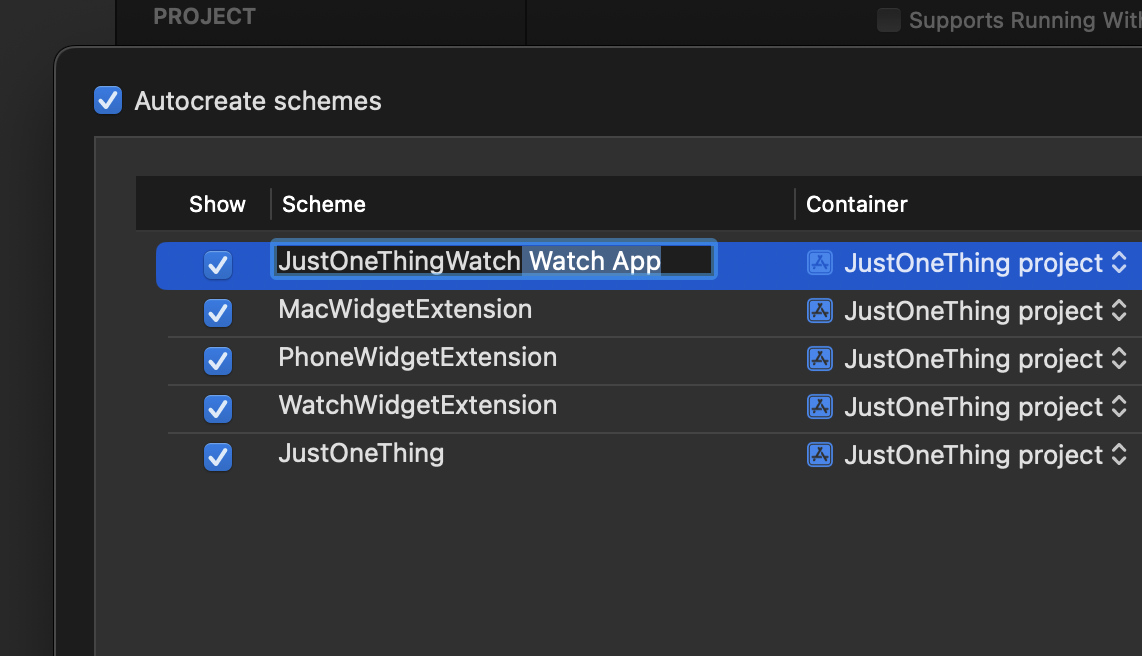 PROJECT
Supports Running
Autocreate schemes
Show Scheme Container
JustOneThingWatch Watch App JustOneThing project
MacWidgetExtension JustOneThing project
PhoneWidgetExtension JustOneThing project
WatchWidgetExtension JustOneThing project
JustOneThing JustOneThing project